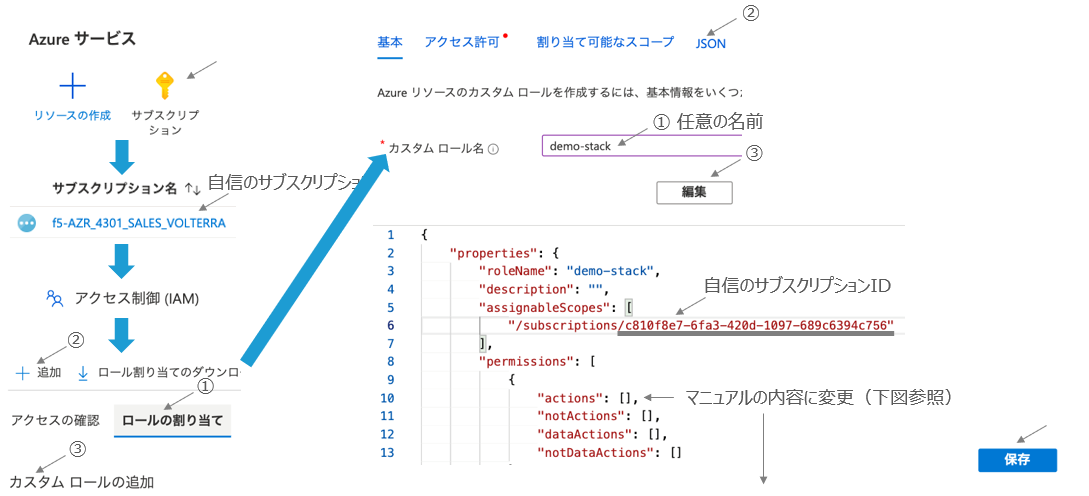 Azure サービス
リソースの作成
サブスクリプ
ション
サブスクリプション名 ↑↓
自信のサブスクリプショ
f5-AZR_4301_SALES_VOLTERRA
アクセス制御 (IAM)
②
+ 追加
ロール割り当てのダウンロ
①
アクセスの確認
ロールの割り当て
③
カスタム ロールの追加
②
基本
アクセス許可
割り当て可能なスコープ
JSON
Azure リソースのカスタム ロールを作成するには、基本情報をいくつ
① 任意の名前
* カスタム ロール名
demo-stack
③
編集
1 {
2 "properties": {
3 "roleName": "demo-stack",
4 "description": "",
自信のサブスクリプションID
5 "assignableScopes": [
6 "/subscriptions/c810f8e7-6fa3-420d-1097-689c6394c756"
7 ],
8 "permissions": [
9 {
10 "actions": [],
マニュアルの内容に変更（下図参照）
11 "notActions": [],
12 "dataActions": [],
13 "notDataActions": []
保存